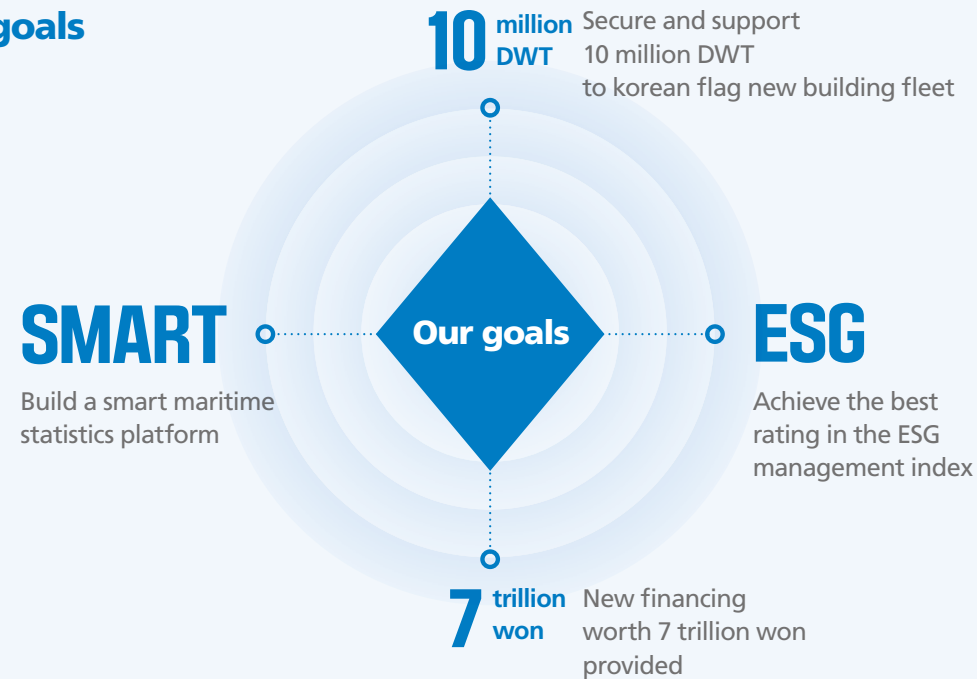 goals
10 million DWT
Secure and support
10 million DWT
to korean flag new building fleet
SMART
Build a smart maritime
statistics platform
Our goals
ESG
Achieve the best
rating in the ESG
management index
7 trillion won
New financing
worth 7 trillion won
provided